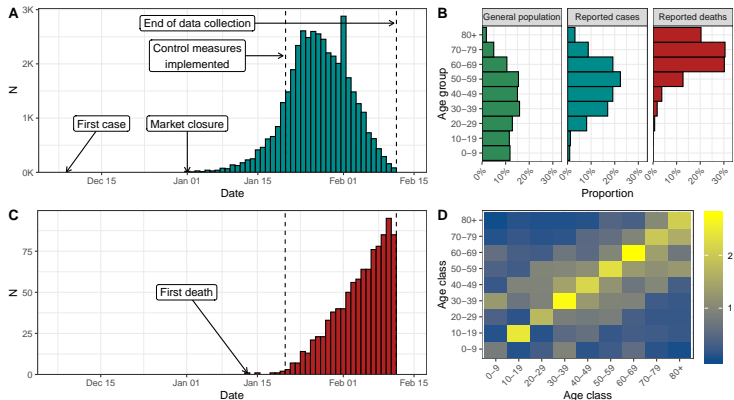 A
3K
2K
1K
0K
N
End of data collection
Control measures
implemented
First case
Market closure
Dec 15
Jan 01
Jan 15
Feb 01
Feb 15
Date
B
General population
Reported cases
Reported deaths
Age group
80+
70–79
60–69
50–59
40–49
30–39
20–29
10–19
0–9
0%
10%
20%
30%
0%
10%
20%
30%
0%
10%
20%
30%
Proportion
C
75
50
25
0
N
First death
Dec 15
Jan 01
Jan 15
Feb 01
Feb 15
Date
D
Age class
80+
70–79
60–69
50–59
40–49
30–39
20–29
10–19
0–9
0–9
10–19
20–29
30–39
40–49
50–59
60–69
70–79
80+
Age class
2
1
0